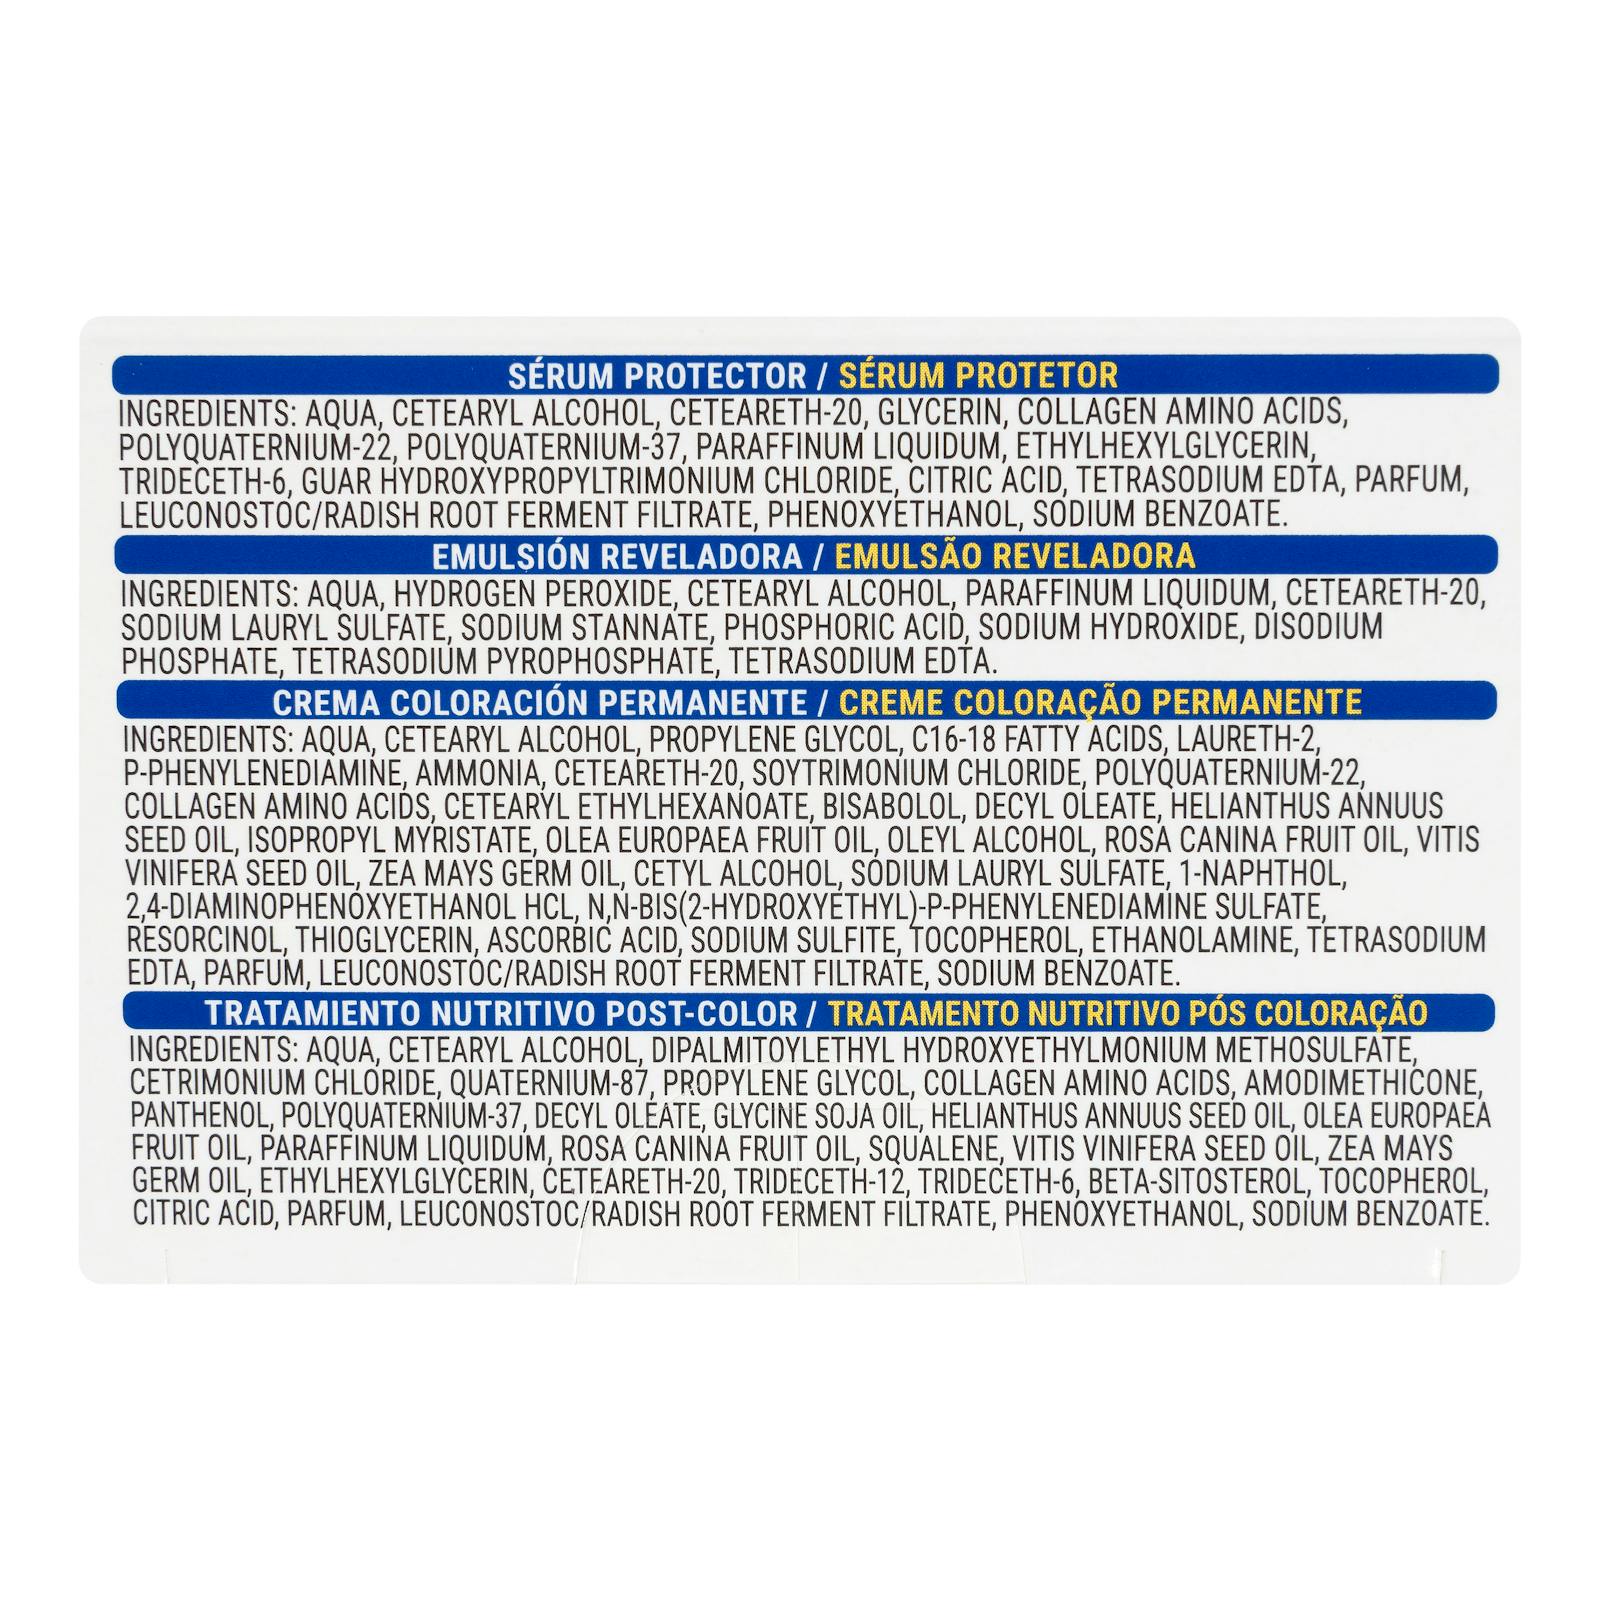 SÉRUM PROTECTOR / SÉRUM PROTETOR
INGREDIENTS: AQUA, CETEARYL ALCOHOL, CETEARETH-20, GLYCERIN, COLLAGEN AMINO ACIDS,
POLYQUATERNIUM-22, POLYQUATERNIUM-37, PARAFFINUM LIQUIDUM, ETHYLHEXYLGLYCERIN,
TRIDECETH-6, GUAR HYDROXYPROPYLTRIMONIUM CHLORIDE, CITRIC ACID, TETRASODIUM EDTA, PARFUM,
LEUCONOSTOC/RADISH ROOT FERMENT FILTRATE, PHENOXYETHANOL, SODIUM BENZOATE.
EMULSIÓN REVELADORA / EMULSÃO REVELADORA
INGREDIENTS: AQUA, HYDROGEN PEROXIDE, CETEARYL ALCOHOL, PARAFFINUM LIQUIDUM, CETEARETH-20,
SODIUM LAURYL SULFATE, SODIUM STANNATE, PHOSPHORIC ACID, SODIUM HYDROXIDE, DISODIUM
PHOSPHATE, TETRASODIUM PYROPHOSPHATE, TETRASODIUM EDTA.
CREMA COLORACIÓN PERMANENTE / CREME COLORAÇÃO PERMANENTE
INGREDIENTS: AQUA, CETEARYL ALCOHOL, PROPYLENE GLYCOL, C16-18 FATTY ACIDS, LAURETH-2,
P-PHENYLENEDIAMINE, AMMONIA, CETEARETH-20, SOYTRIMONIUM CHLORIDE, POLYQUATERNIUM-22,
COLLAGEN AMINO ACIDS, CETEARYL ETHYLHEXANOATE, BISABOLOL, DECYL OLEATE, HELIANTHUS ANNUUS
SEED OIL, ISOPROPYL MYRISTATE, OLEA EUROPAEA FRUIT OIL, OLEYL ALCOHOL, ROSA CANINA FRUIT OIL, VITIS
VINIFERA SEED OIL, ZEA MAYS GERM OIL, CETYL ALCOHOL, SODIUM LAURYL SULFATE, 1-NAPHTHOL,
2,4-DIAMINOPHENOXYETHANOL HCL, N,N-BIS(2-HYDROXYETHYL)-P-PHENYLENEDIAMINE SULFATE,
RESORCINOL, THIOGLYCERIN, ASCORBIC ACID, SODIUM SULFITE, TOCOPHEROL, ETHANOLAMINE, TETRASODIUM
EDTA, PARFUM, LEUCONOSTOC/RADISH ROOT FERMENT FILTRATE, SODIUM BENZOATE.
TRATAMIENTO NUTRITIVO POST-COLOR / TRATAMENTO NUTRITIVO PÓS COLORAÇÃO
INGREDIENTS: AQUA, CETEARYL ALCOHOL, DIPALMITOYLETHYL HYDROXYETHYLMONIUM METHOSULFATE,
CETRIMONIUM CHLORIDE, QUATERNIUM-87, PROPYLENE GLYCOL, COLLAGEN AMINO ACIDS, AMODIMETHICONE,
PANTHENOL, POLYQUATERNIUM-37, DECYL OLEATE, GLYCINE SOJA OIL, HELIANTHUS ANNUUS SEED OIL, OLEA EUROPAEA
FRUIT OIL, PARAFFINUM LIQUIDUM, ROSA CANINA FRUIT OIL, SQUALENE, VITIS VINIFERA SEED OIL, ZEA MAYS
GERM OIL, ETHYLHEXYLGLYCERIN, CETEARETH-20, TRIDECETH-12, TRIDECETH-6, BETA-SITOSTEROL, TOCOPHEROL,
CITRIC ACID, PARFUM, LEUCONOSTOC/RADISH ROOT FERMENT FILTRATE, PHENOXYETHANOL, SODIUM BENZOATE.